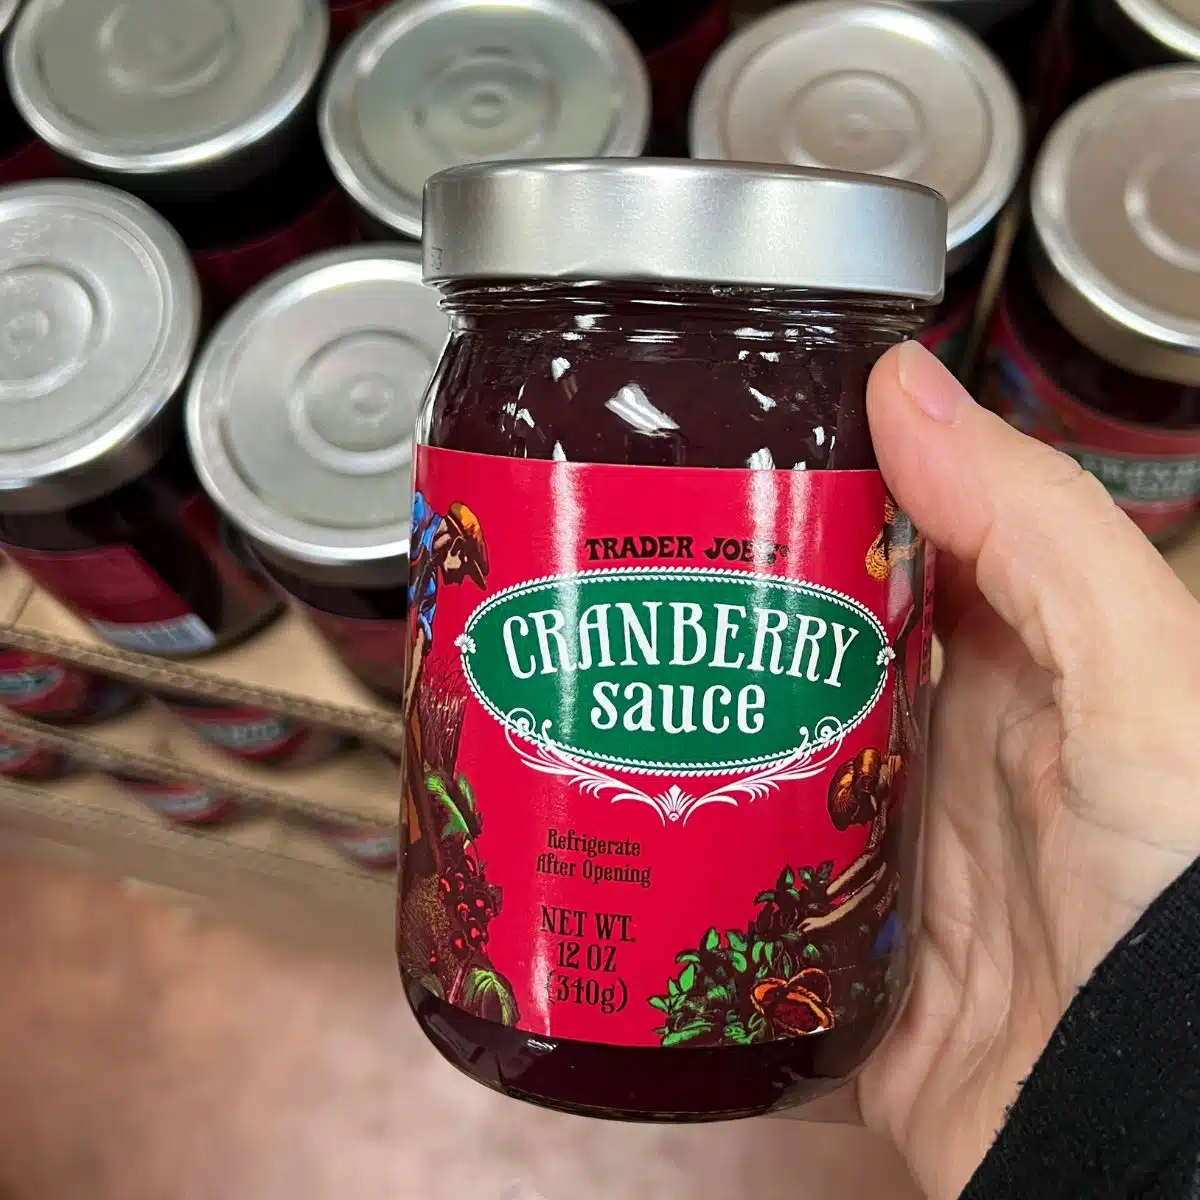 TRADER JOE'S
CRANBERRY
sauce
Refrigerate
After Opening
NET WT.
12 OZ
(340g)